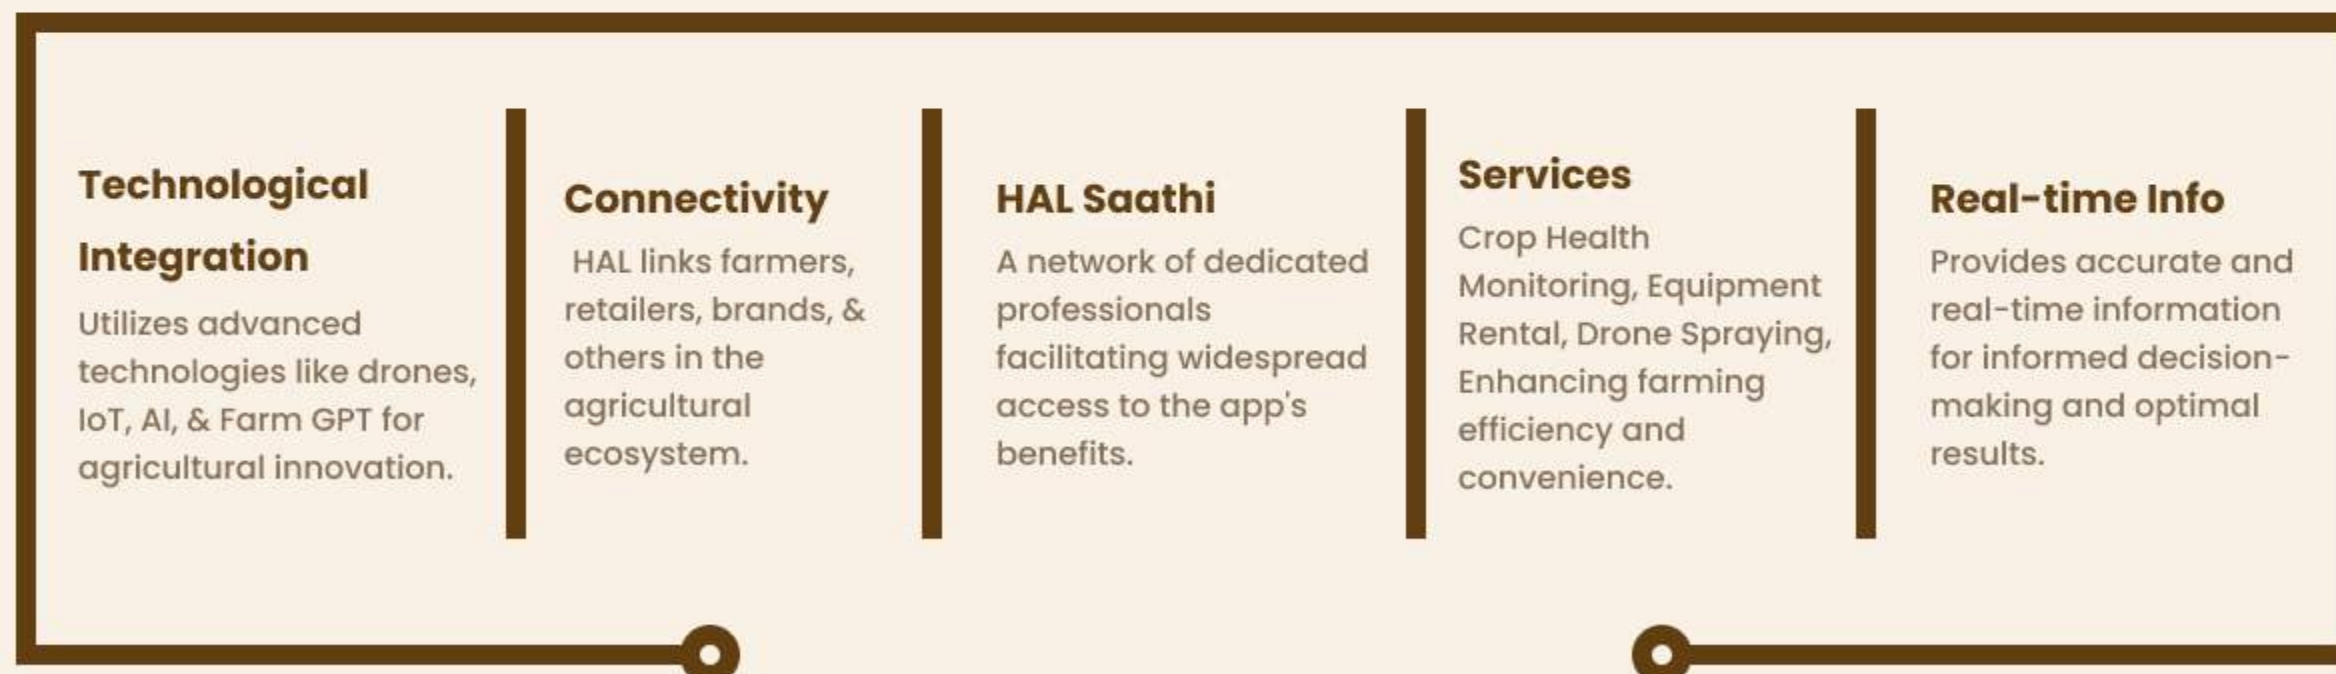 Technological
Integration
Utilizes advanced
technologies like drones,
IoT, AI, & Farm GPT for
agricultural innovation.
Connectivity
HAL links farmers,
retailers, brands, &
others in the
agricultural
ecosystem.
HAL Saathi
A network of dedicated
professionals
facilitating widespread
access to the app's
benefits.
Services
Crop Health
Monitoring, Equipment
Rental, Drone Spraying,
Enhancing farming
efficiency and
convenience.
Real-time Info
Provides accurate and
real-time information
for informed decision-
making and optimal
results.